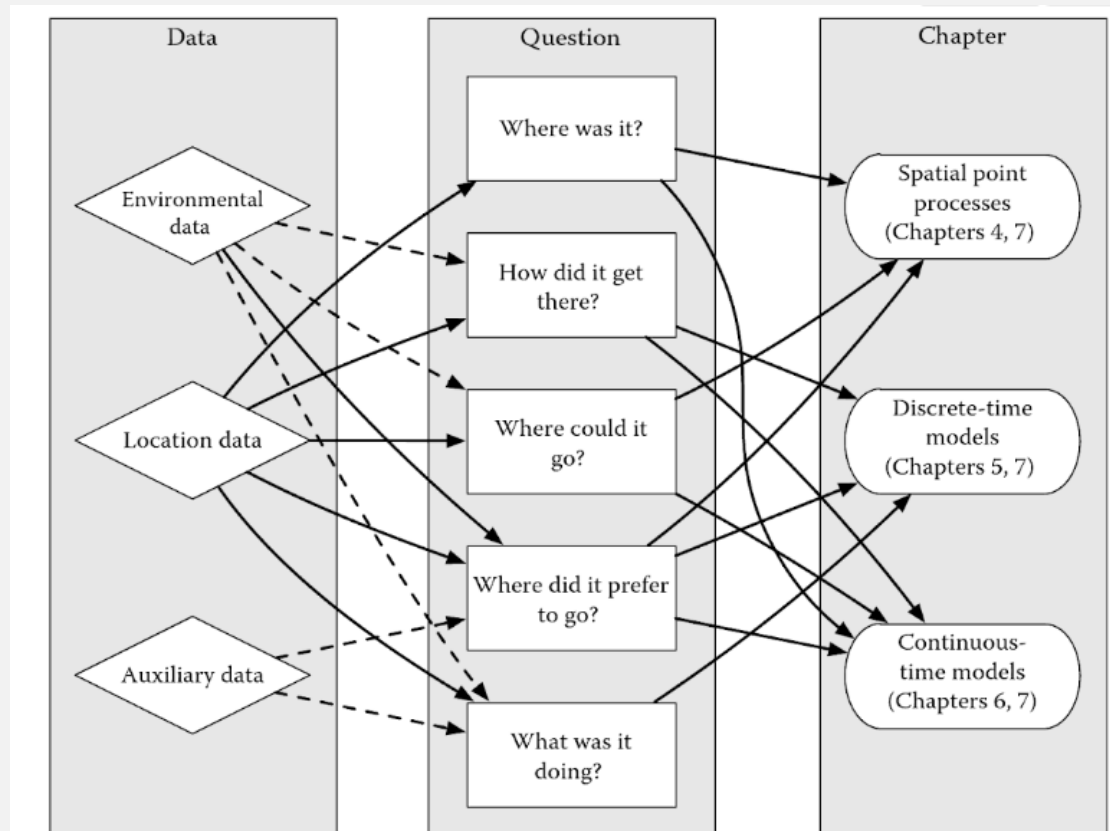 Data
Question
Chapter
Where was it?
Environmental
data
Spatial point
processes
(Chapters 4, 7)
How did it get
there?
Location data
Where could it
go?
Discrete-time
models
(Chapters 5, 7)
Where did it prefer
to go?
Auxiliary data
Continuous-
time models
(Chapters 6, 7)
What was it
doing?